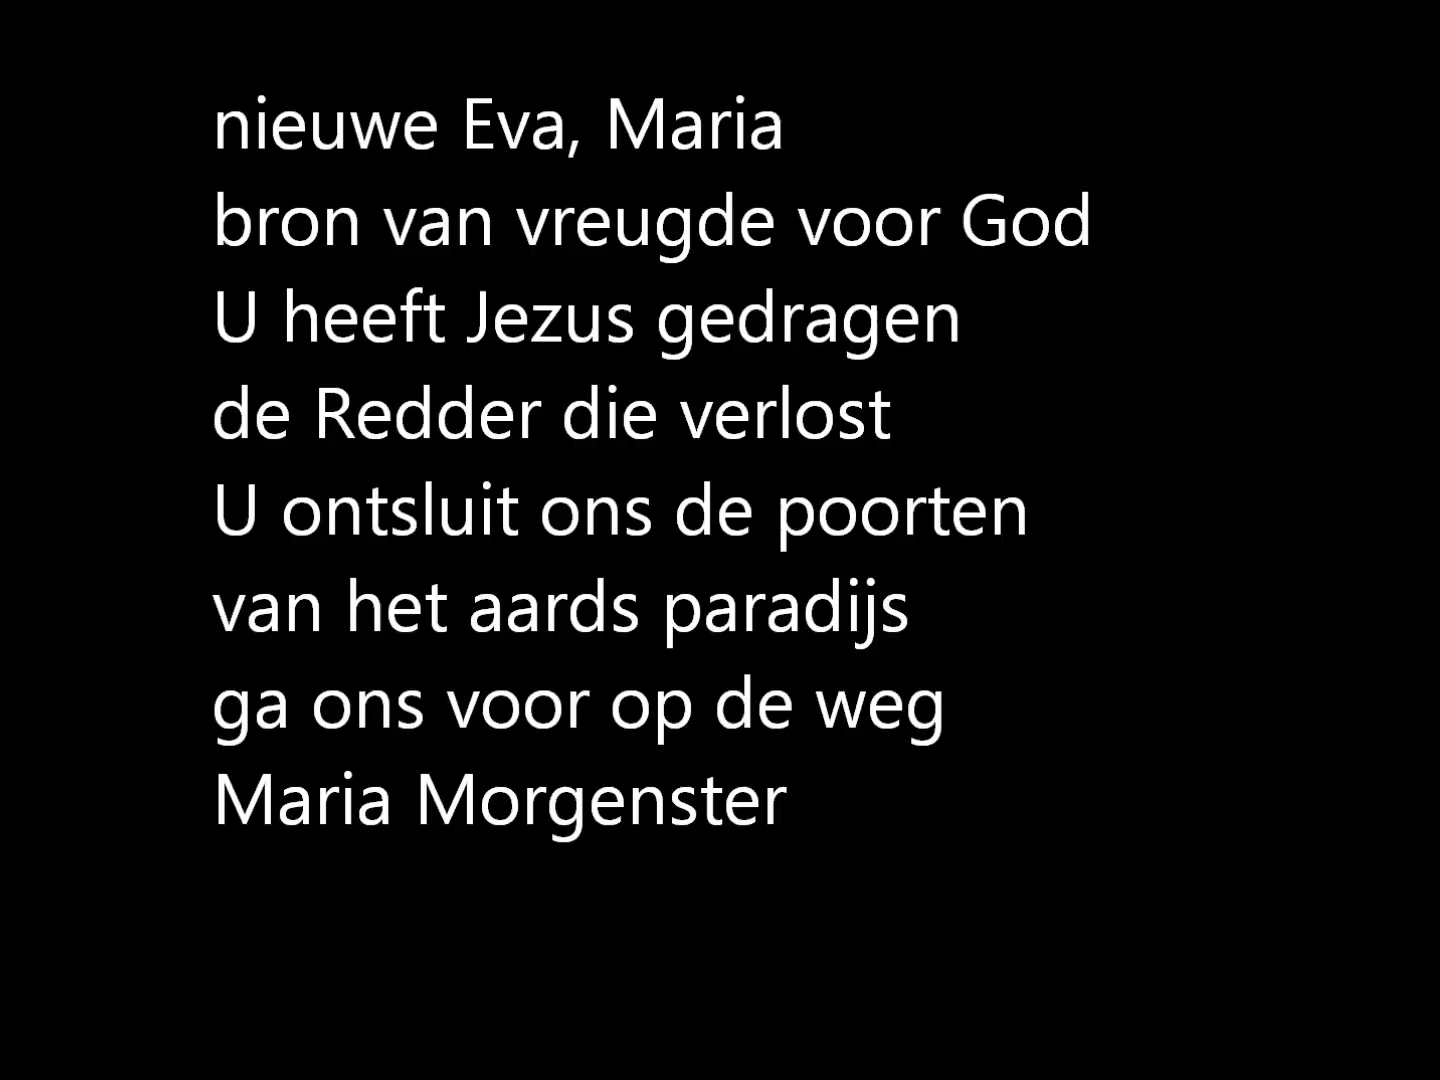 nieuwe Eva, Maria
bron van vreugde voor God
U heeft Jezus gedragen
de Redder die verlost
U ontsluit ons de poorten
van het aards paradijs
ga ons voor op de weg
Maria Morgenster